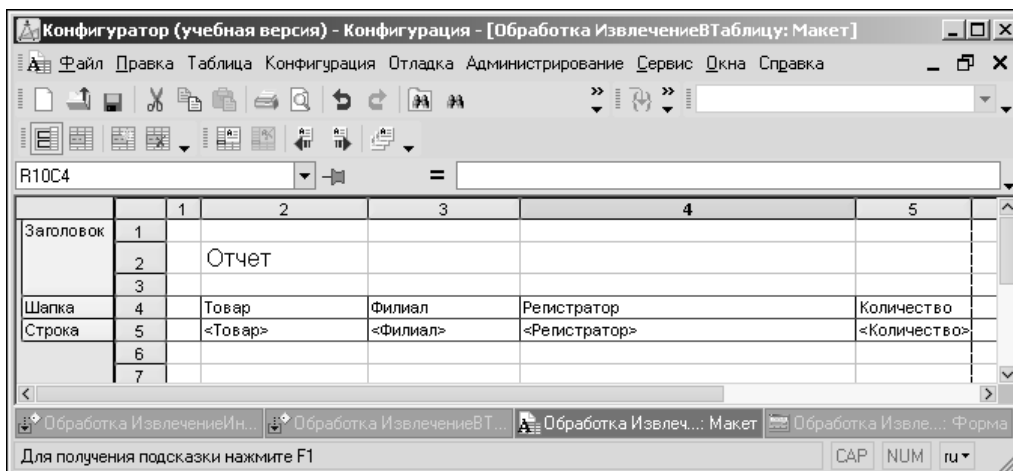 Конфигуратор (учебная версия) - Конфигурация - [Обработка ИзвлечениеВТаблицу: Макет]
Файл Правка Таблица Конфигурация Отладка Администрирование Сервис Окна Справка
R10C4 =
1 2 3 4 5
Заголовок 1
2 Отчет
3
Шапка 4 Товар Филиал Регистратор Количество
Строка 5 <Товар> <Филиал> <Регистратор> <Количество>
6
7
Обработка ИзвлечениеИн... Обработка ИзвлечениеВТ... Обработка Извлеч...: Макет Обработка Извле...: Форма
Для получения подсказки нажмите F1 CAP NUM ru